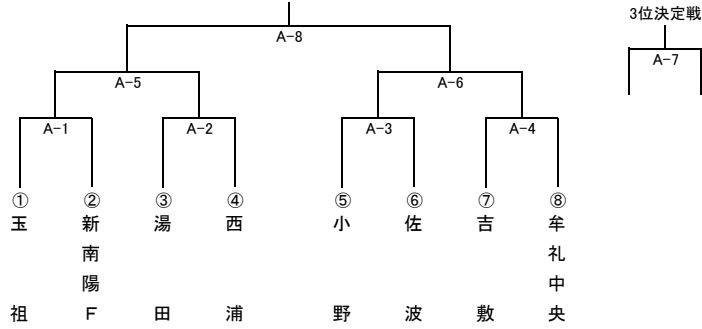 3位決定戦
A-8
A-7
A-5
A-6
A-1
A-2
A-3
A-4
①
②
③
④
⑤
⑥
⑦
⑧
玉祖
新南陽F
湯田
西浦
小野
佐波
吉敷
牟礼中央